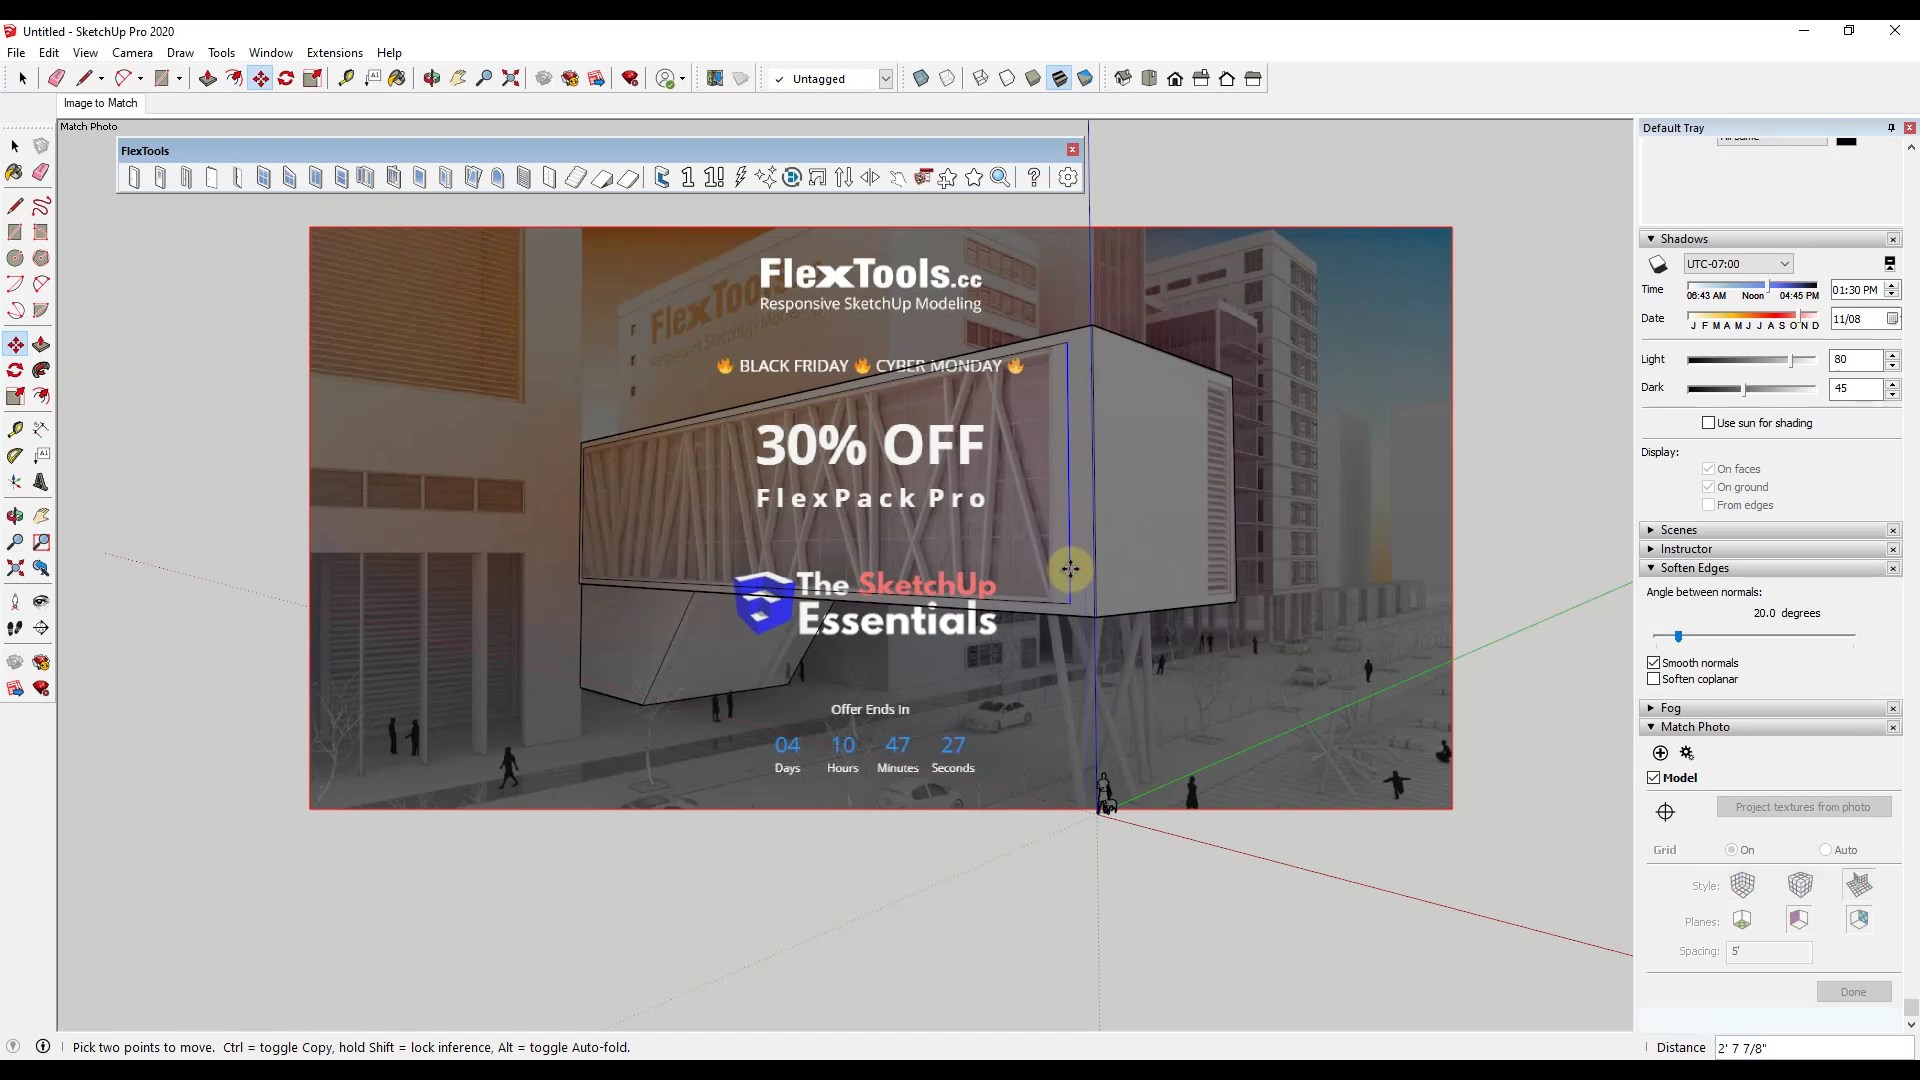 Untitled - SketchUp Pro 2020
File Edit View Camera Draw Tools Window Extensions Help
Untagged
Image to Match
Match Photo
FlexTools
Default Tray
Shadows
UTC-07:00
Time
06:43 AM Noon 04:45 PM
01:30 PM
Date
J F M A M J J A S O N D
11/08
Light 80
Dark 45
Use sun for shading
Display:
On faces
On ground
From edges
Scenes
Instructor
Soften Edges
Angle between normals:
20.0 degrees
Smooth normals
Soften coplanar
Fog
Match Photo
Model
Project textures from photo
Grid On Auto
Style:
Planes:
Spacing: 5'
Done
FlexTools.cc
Responsive SketchUp Modeling
FlexTools
Responsive SketchUp Modeling
🔥 BLACK FRIDAY 🔥 CYBER MONDAY 🔥
30% OFF
FlexPack Pro
The SketchUp
Essentials
Offer Ends In
04 10 47 27
Days Hours Minutes Seconds
Pick two points to move. Ctrl = toggle Copy, hold Shift = lock inference, Alt = toggle Auto-fold.
Distance 2' 7 7/8"